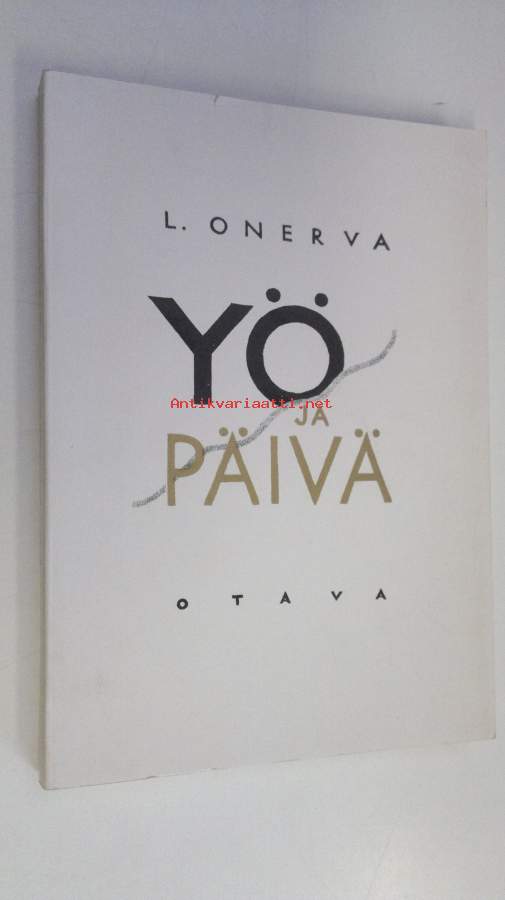 L. ONERVA
YÖ
Antikvariaatti.net
JA
PÄIVÄ
OTAVA